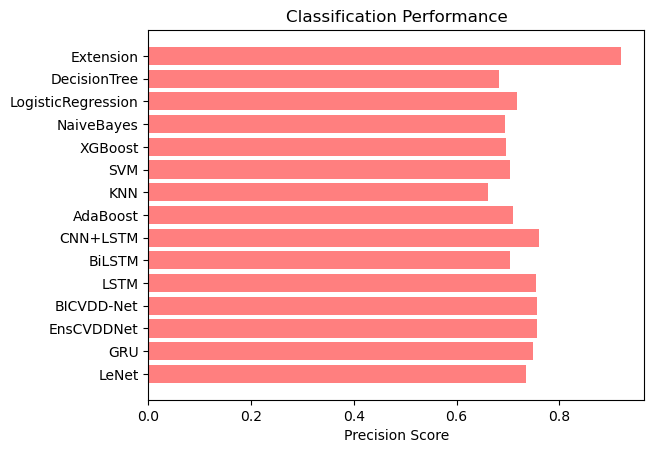 Classification Performance
Extension
DecisionTree
LogisticRegression
NaiveBayes
XGBoost
SVM
KNN
AdaBoost
CNN+LSTM
BiLSTM
LSTM
BICVDD-Net
EnsCVDDNet
GRU
LeNet
0.0 0.2 0.4 0.6 0.8
Precision Score